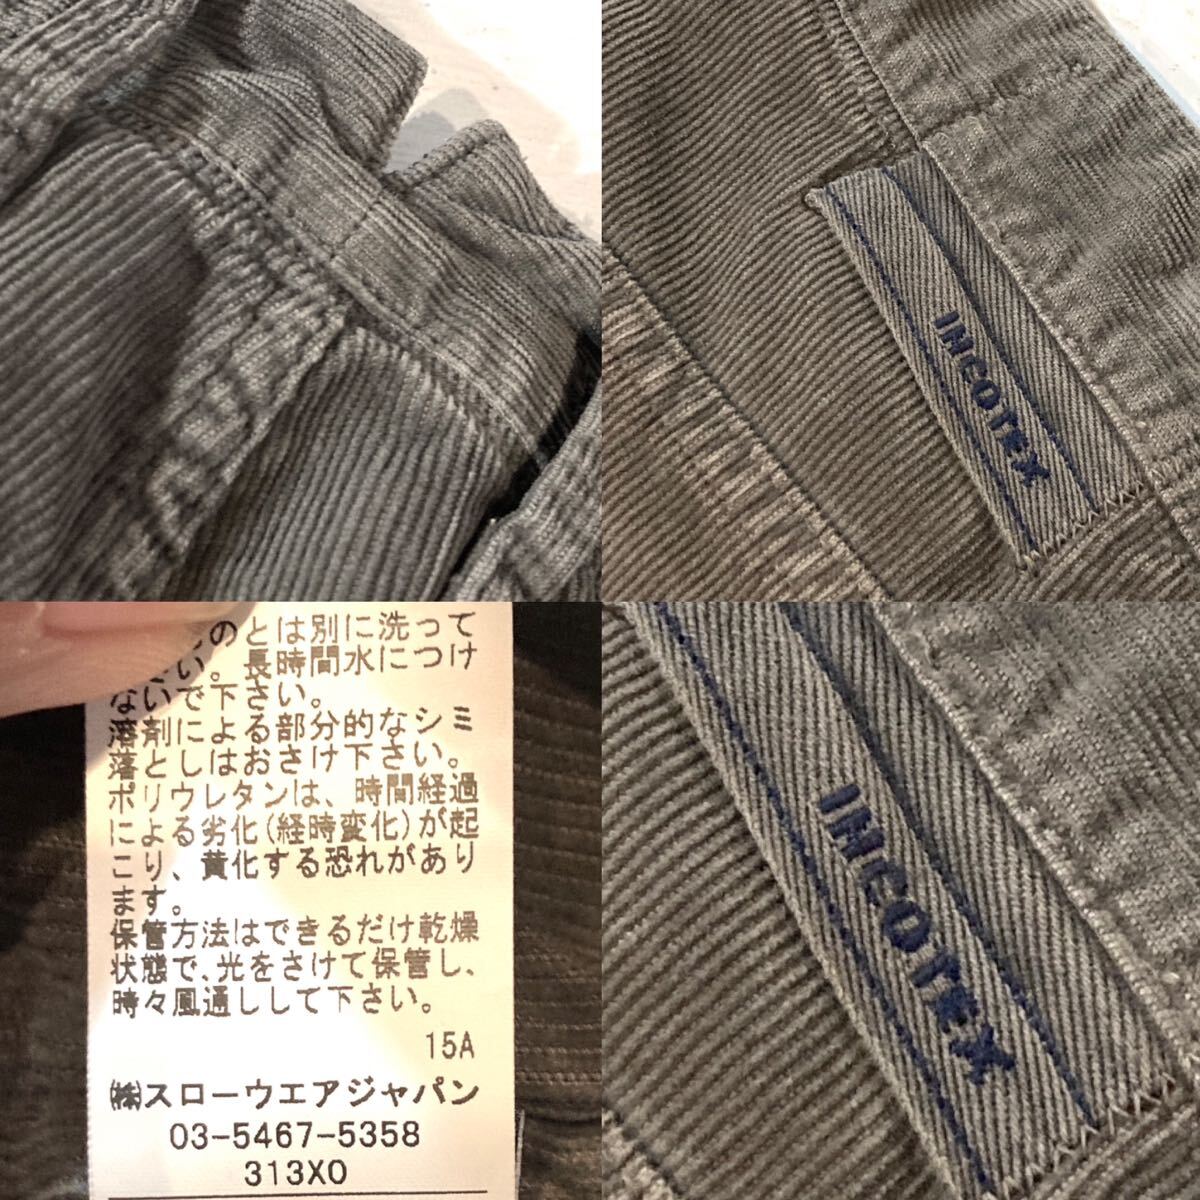 INCOTEX
のとは別に洗って
い。長時間水につけ
ないで下さい。
溶剤による部分的なシミ
落としはおさけ下さい。
ポリウレタンは、時間経過
による劣化(経時変化)が起
こり、黄化する恐れがあり
ます。
保管方法はできるだけ乾燥
状態で、光をさけて保管し、
時々風通しして下さい。
15A
㈱スローウエアジャパン
03-5467-5358
313XO
INCOTEX